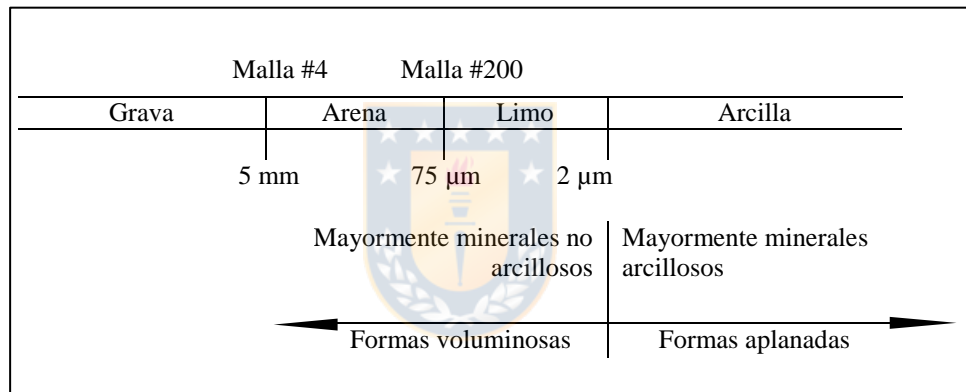 Malla #4 Malla #200
Grava Arena Limo Arcilla
5 mm 75 µm 2 µm
Mayormente minerales no Mayormente minerales
arcillosos arcillosos
Formas voluminosas Formas aplanadas